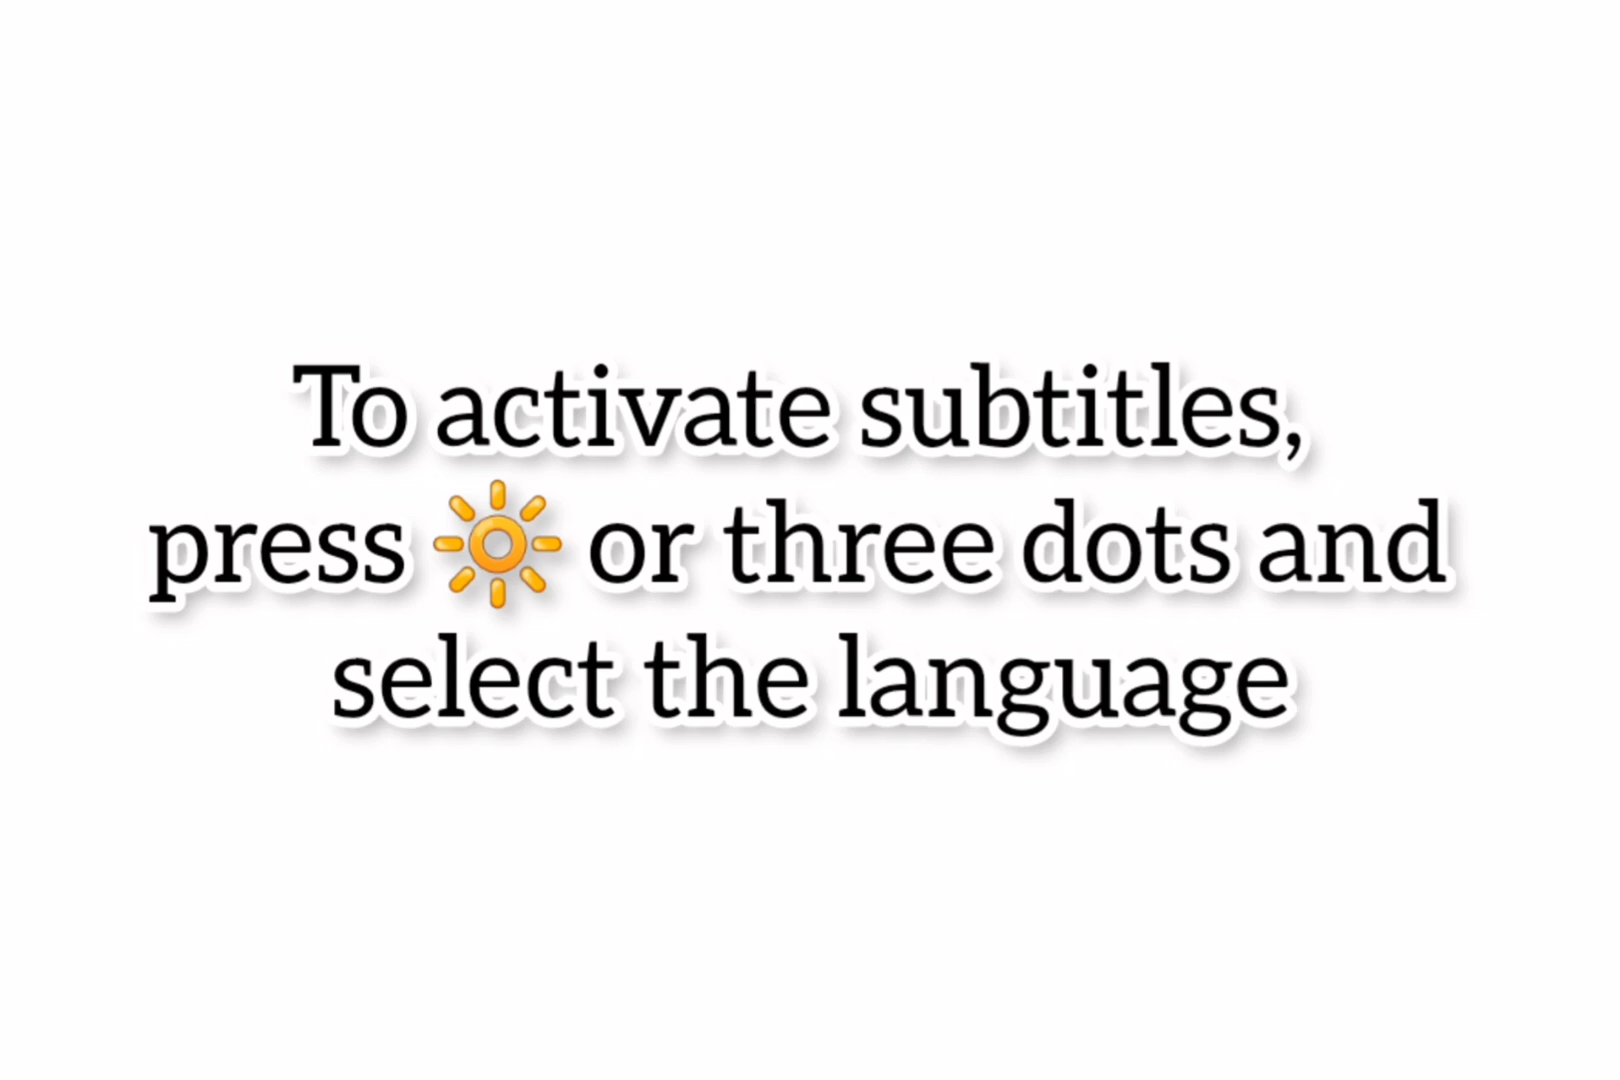 To activate subtitles,
press 🔆 or three dots and
select the language